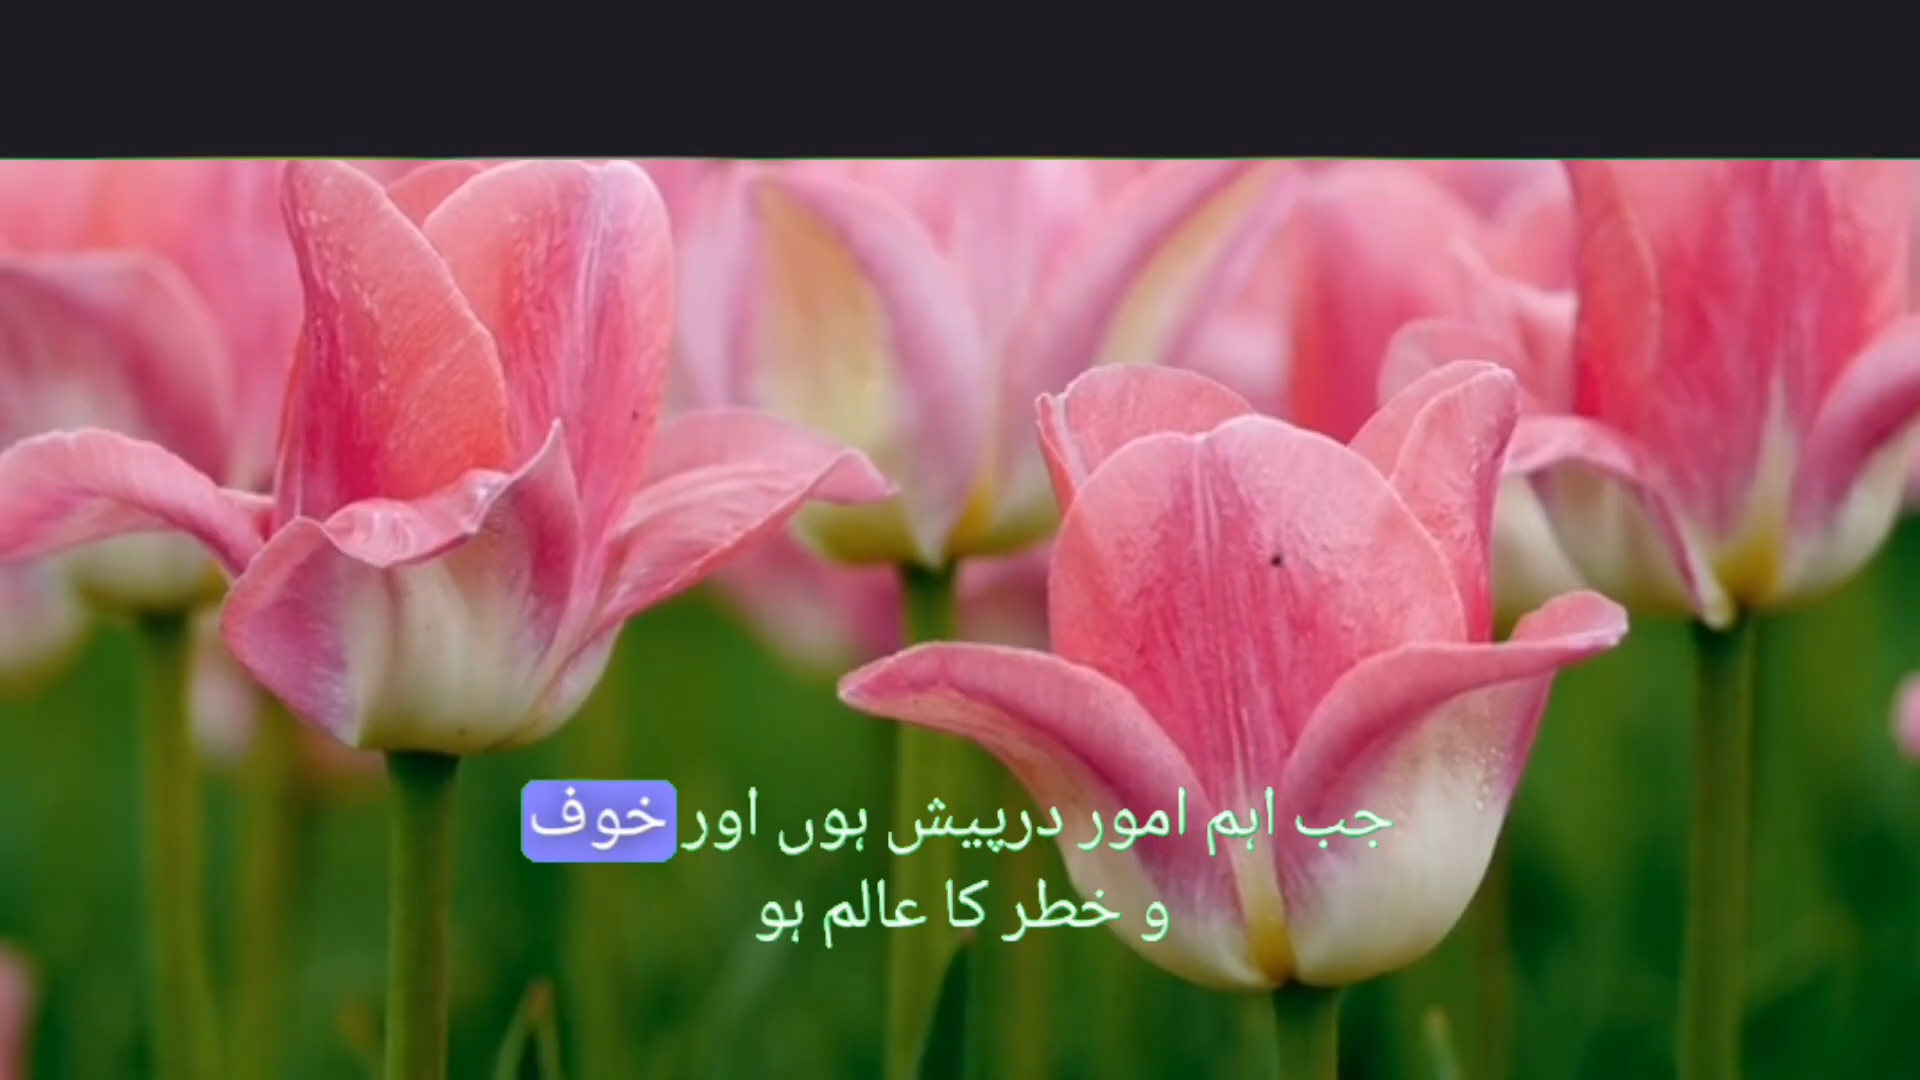 جب اہم امور درپیش ہوں اور خوف
و خطر کا عالم ہو